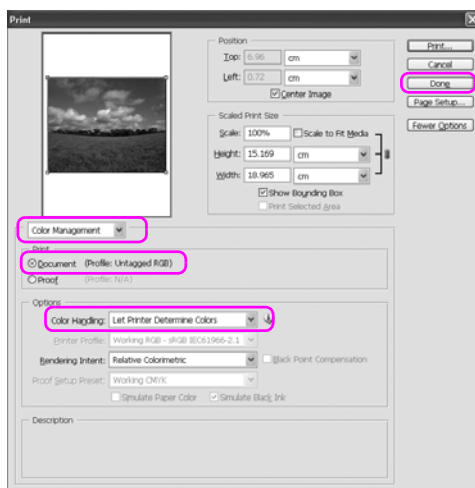 Print
Position
Top: 6.96 cm
Left: 0.72 cm
Center Image
Scaled Print Size
Scale: 100% Scale to Fit Media
Height: 15.169 cm
Width: 18.965 cm
Show Bounding Box
Print Selected Area
Print...
Cancel
Done
Page Setup...
Fewer Options
Color Management
Print
Document (Profile: Untagged RGB)
Proof (Profile: N/A)
Options
Color Handling: Let Printer Determine Colors
Printer Profile: Working RGB - sRGB IEC61966-2.1
Rendering Intent: Relative Colorimetric Black Point Compensation
Proof Setup Preset: Working CMYK
Simulate Paper Color Simulate Black Ink
Description